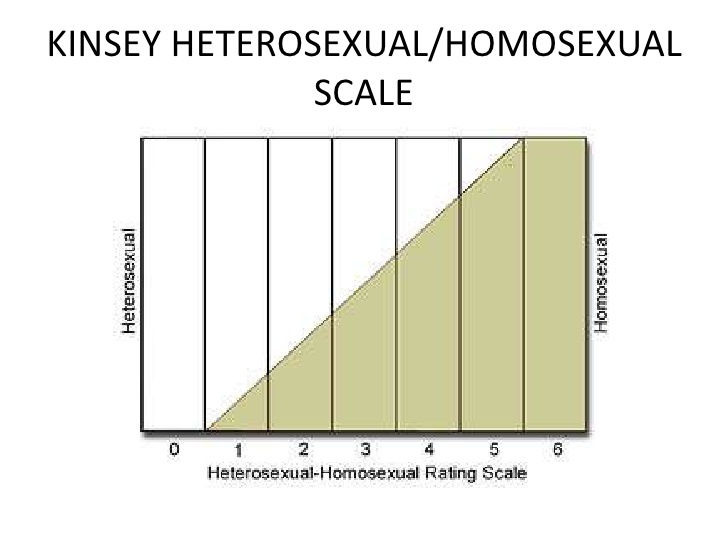 KINSEY HETEROSEXUAL/HOMOSEXUAL
SCALE
Heterosexual
Homosexual
0 1 2 3 4 5 6
Heterosexual-Homosexual Rating Scale